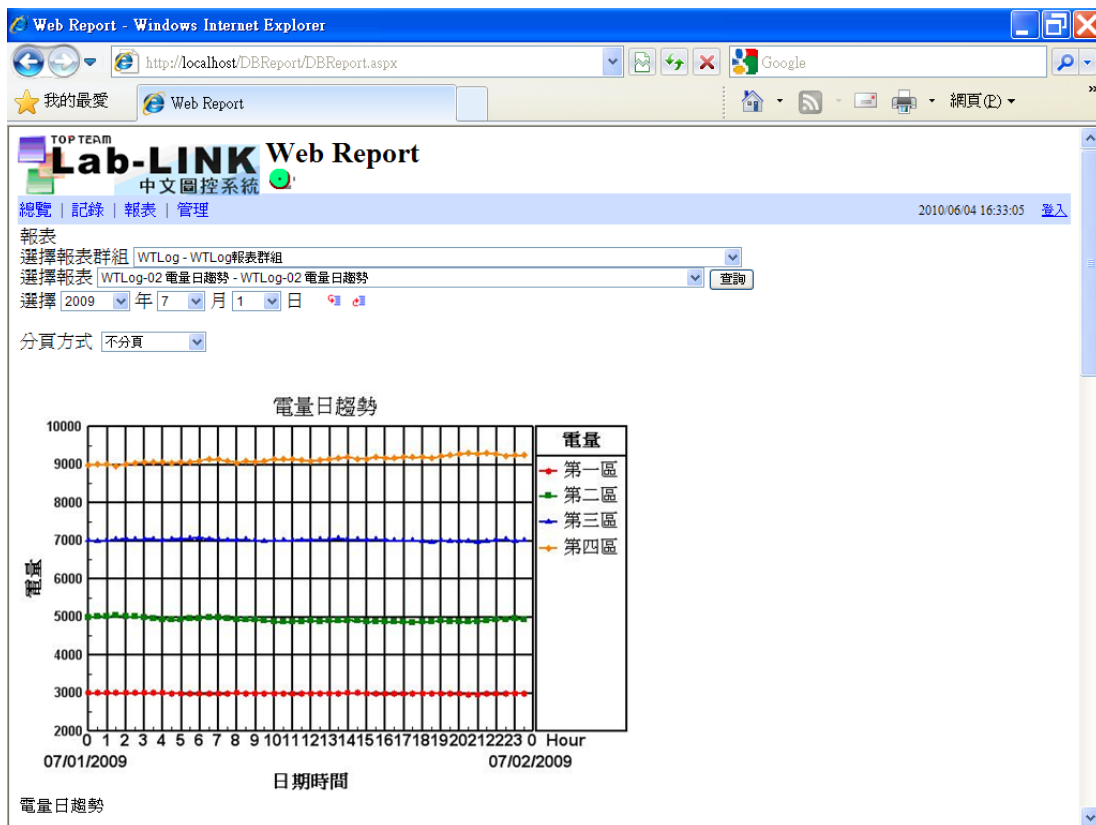 Web Report - Windows Internet Explorer
http://localhost/DBReport/DBReport.aspx
Google
我的最愛
Web Report
網頁(P)
»
TOP TEAM
Lab-LINK
中文圖控系統
Web Report
總覽 | 記錄 | 報表 | 管理
2010/06/04 16:33:05 登入
報表
選擇報表群組 WTLog - WTLog報表群組
選擇報表 WTLog-02 電量日趨勢 - WTLog-02 電量日趨勢 查詢
選擇 2009 年 7 月 1 日
分頁方式 不分頁
電量日趨勢
10000
9000
8000
7000
6000
5000
4000
3000
2000
電量
電量
第一區
第二區
第三區
第四區
0 1 2 3 4 5 6 7 8 9 10 11 12 13 14 15 16 17 18 19 20 21 22 23 0 Hour
07/01/2009 07/02/2009
日期時間
電量日趨勢